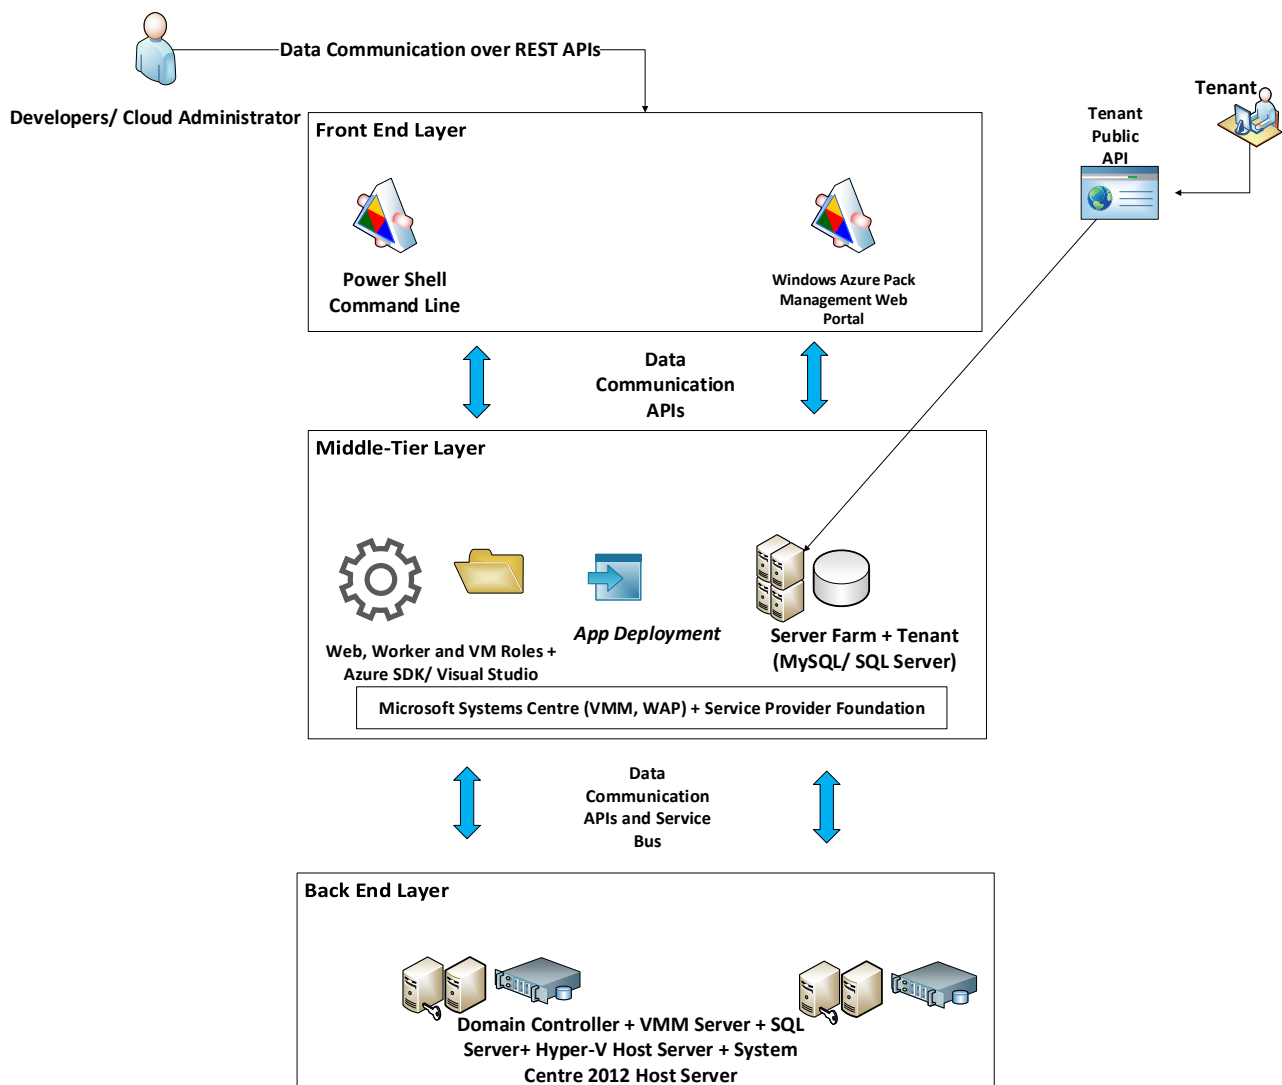 Data Communication over REST APIs
Developers/ Cloud Administrator
Tenant
Tenant
Public
API
Front End Layer
Power Shell
Command Line
Windows Azure Pack
Management Web
Portal
Data
Communication
APIs
Middle-Tier Layer
Web, Worker and VM Roles +
Azure SDK/ Visual Studio
App Deployment
Server Farm + Tenant
(MySQL/ SQL Server)
Microsoft Systems Centre (VMM, WAP) + Service Provider Foundation
Data
Communication
APIs and Service
Bus
Back End Layer
Domain Controller + VMM Server + SQL
Server+ Hyper-V Host Server + System
Centre 2012 Host Server